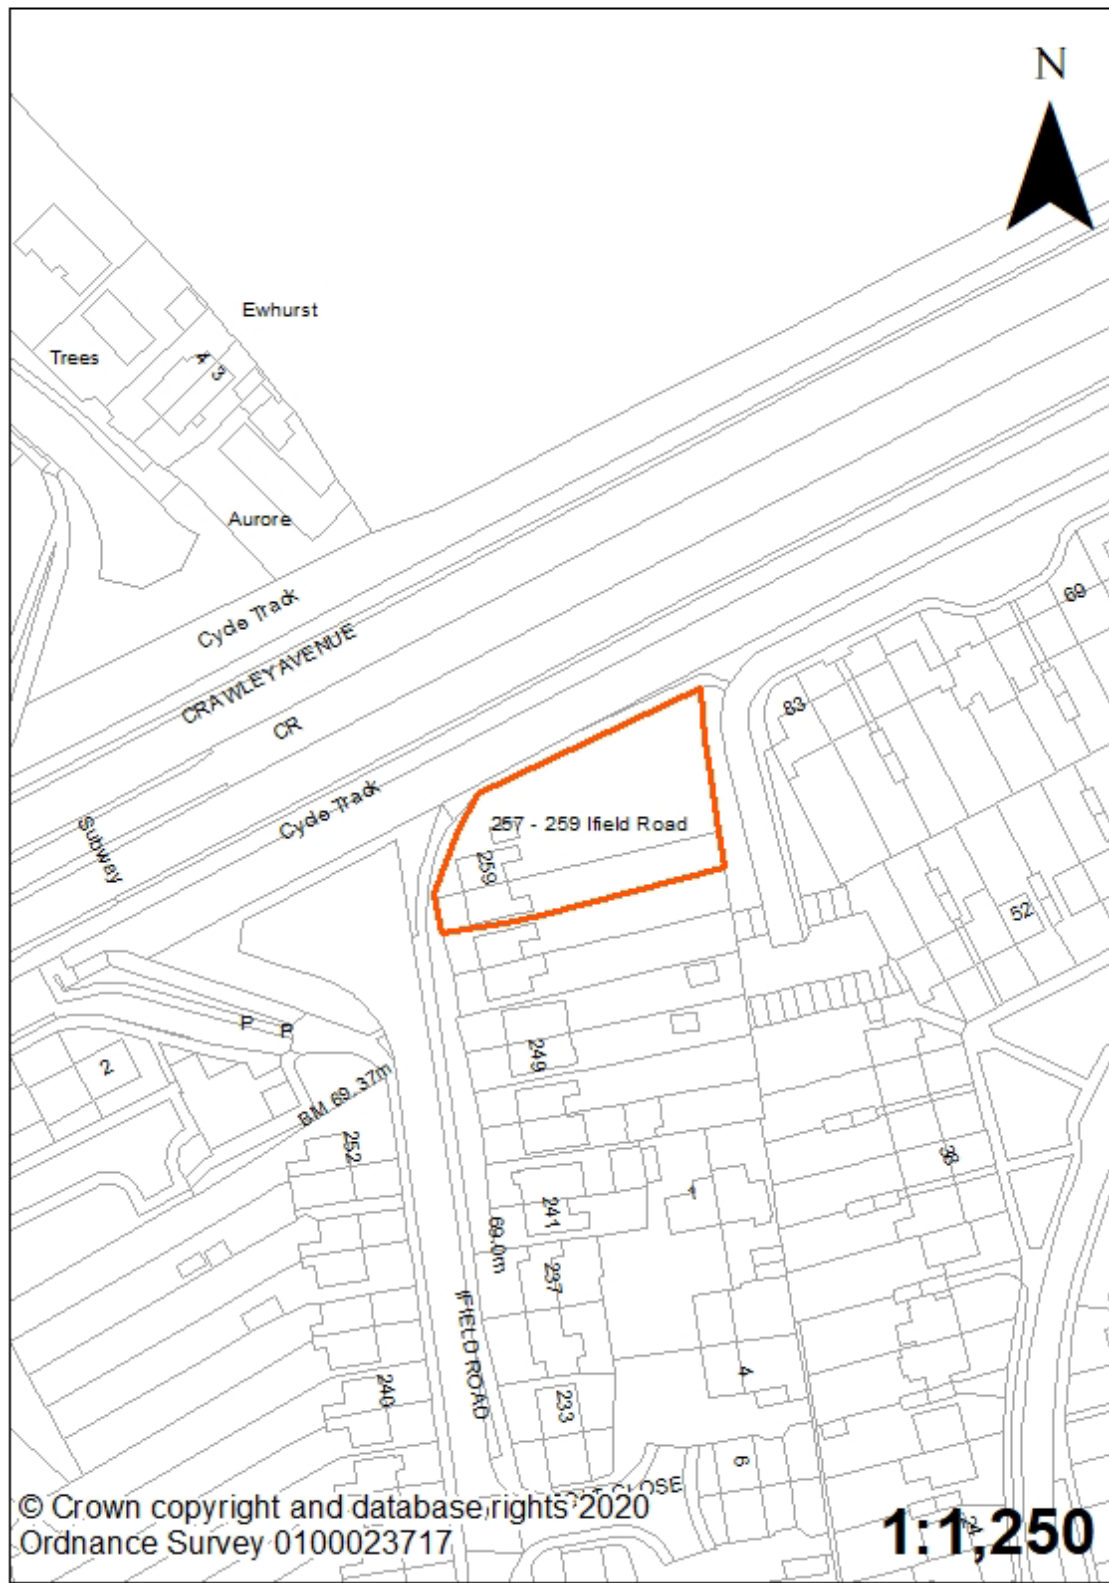 N
Ewhurst
Trees
4
3
Aurore
Cycle Track
CRAWLEY AVENUE
CR
Cycle Track
Subway
69
83
257 - 259 Ifield Road
259
52
P
P
2
BM 69.37m
249
252
38
241
1
69.0m
237
IFIELD ROAD
240
4
233
6
CLOSE
24
© Crown copyright and database rights 2020
Ordnance Survey 0100023717
1:1,250